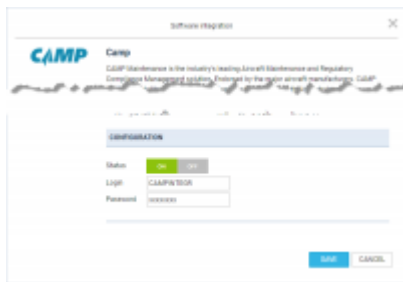 Software Integration
CAMP
Camp
CAMP Maintenance is the industry's leading Aircraft Maintenance and Regulatory
Compliance Management solution. Endorsed by the major aircraft manufacturers, CAMP
CONFIGURATION
Status ON OFF
Login CAMPINTEGR
Password xxxxxxxx
SAVE CANCEL